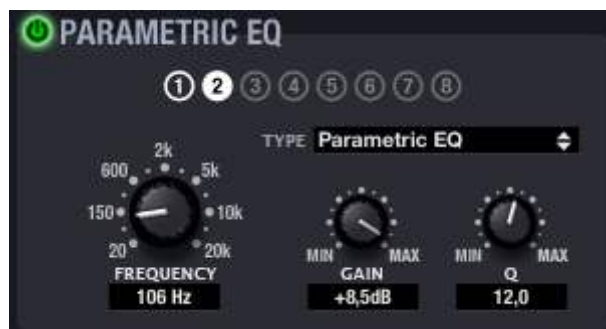 PARAMETRIC EQ
1 2 3 4 5 6 7 8
TYPE Parametric EQ
2k
600 5k
150 10k
20 20k MIN MAX MIN MAX
FREQUENCY GAIN Q
106 Hz +8,5dB 12,0